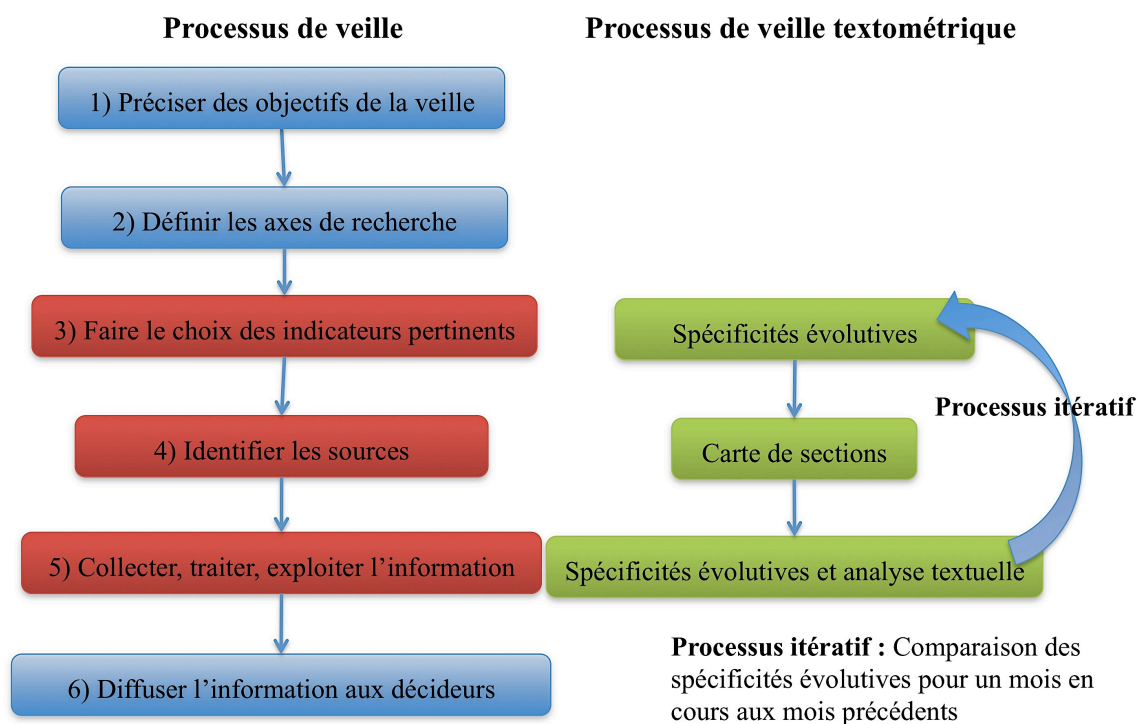 Processus de veille
Processus de veille textométrique
1) Préciser des objectifs de la veille
2) Définir les axes de recherche
3) Faire le choix des indicateurs pertinents
4) Identifier les sources
5) Collecter, traiter, exploiter l’information
6) Diffuser l’information aux décideurs
Spécificités évolutives
Carte de sections
Spécificités évolutives et analyse textuelle
Processus itératif
Processus itératif : Comparaison des
spécificités évolutives pour un mois en
cours aux mois précédents